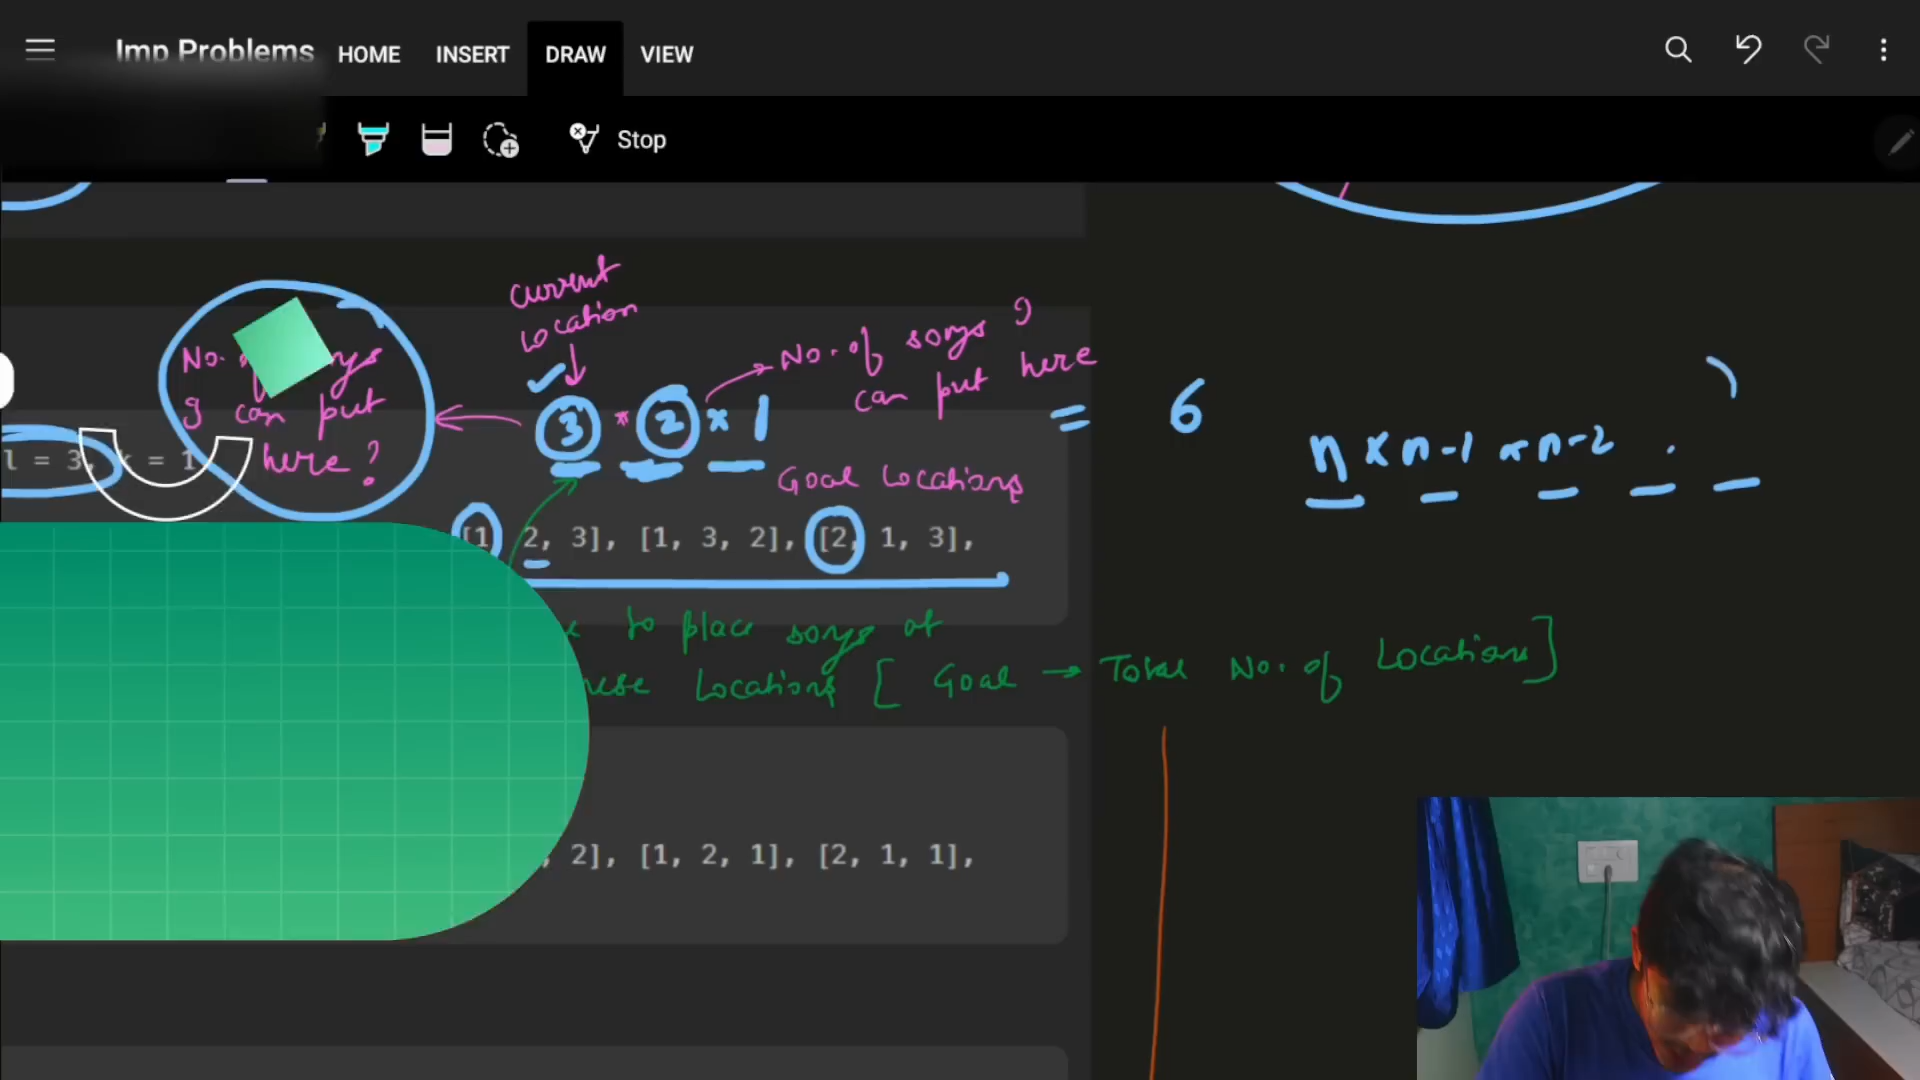 Imp Problems HOME INSERT DRAW VIEW
Stop
current
location
No. songs
I can put
here?
3 * 2 * 1
No. of songs I
can put here
= 6
n x n-1 x n-2 .
l = 3, k = 1
Goal Locations
[1 2, 3], [1, 3, 2], [2, 1, 3],
to place songs at
Locations [ Goal → Total No. of Locations ]
, 2], [1, 2, 1], [2, 1, 1],